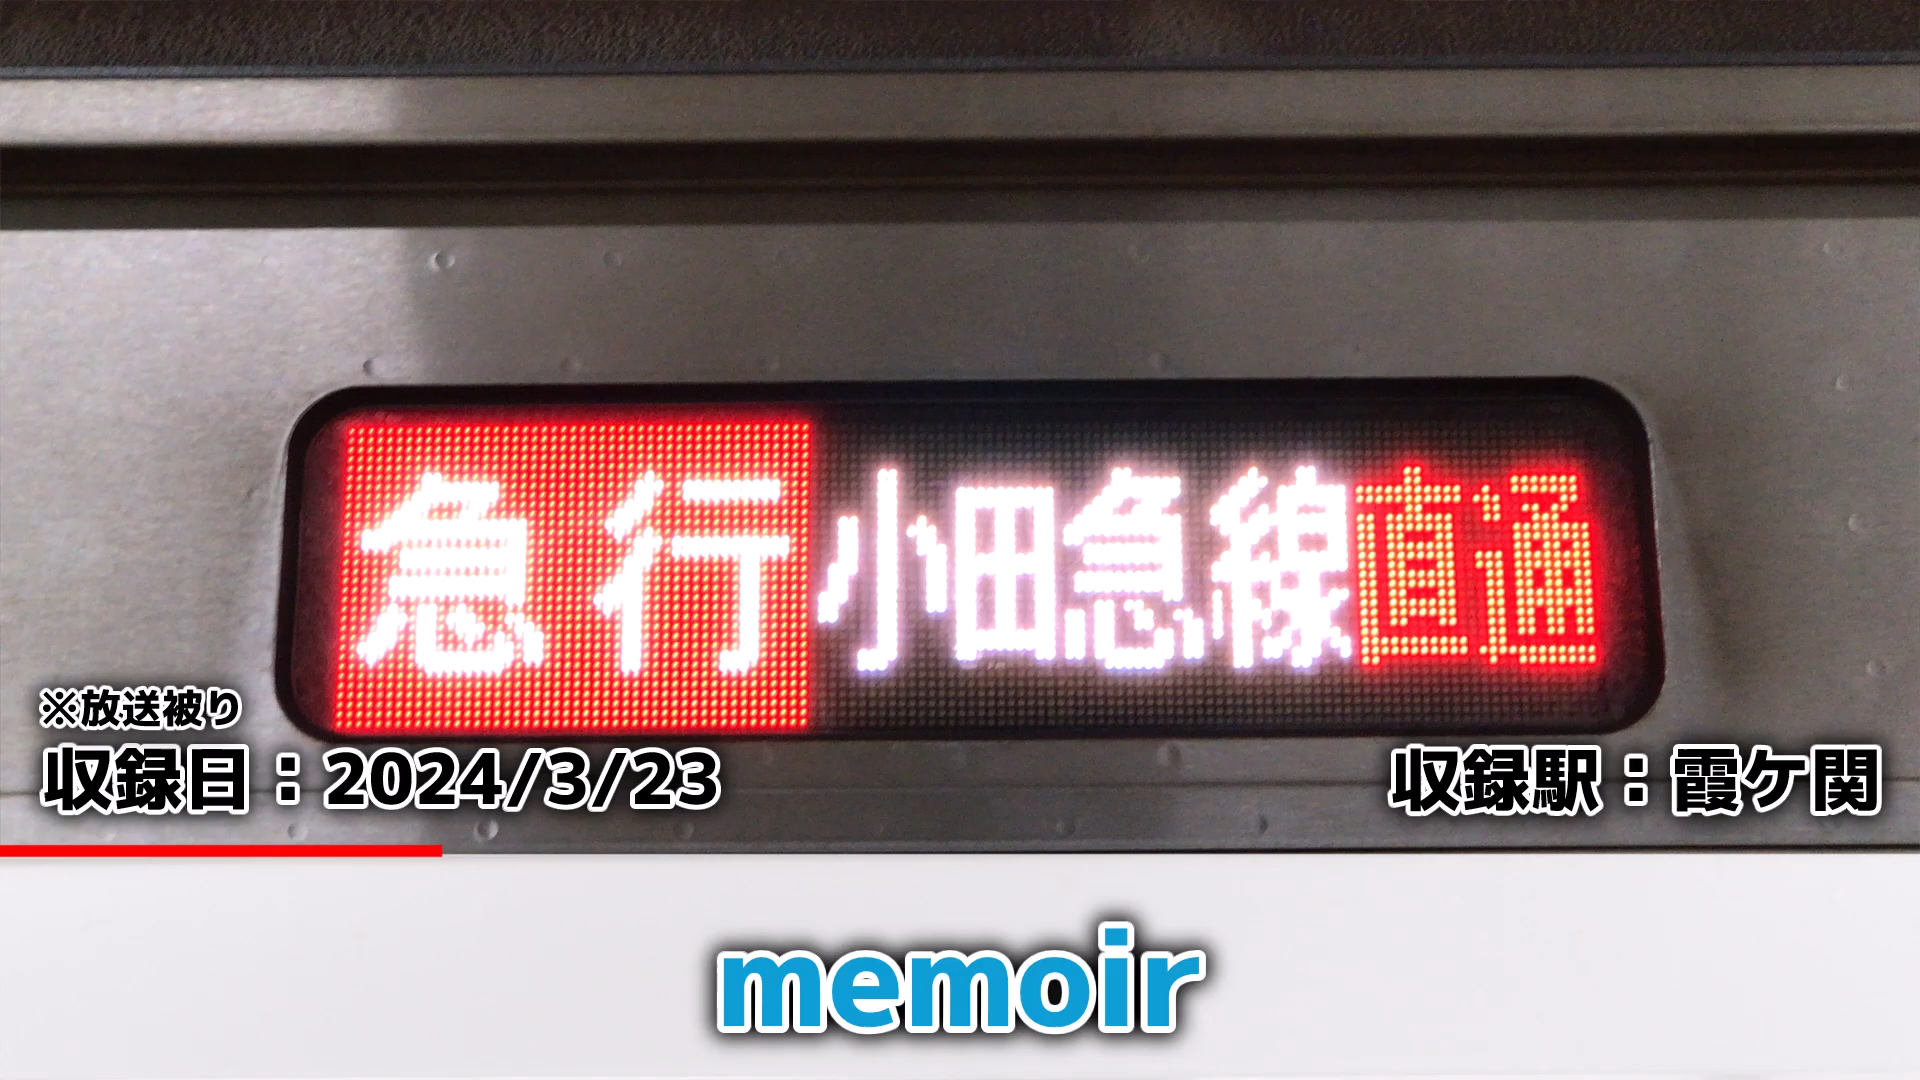 急行 小田急線直通
※放送被り
収録日：2024/3/23
収録駅：霞ケ関
memoir